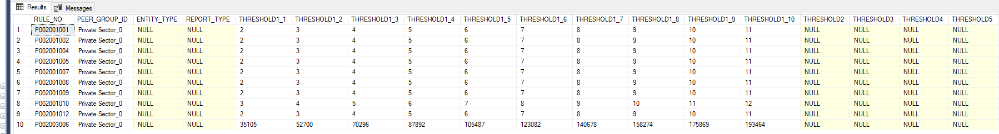 Results Messages
RULE_NO PEER_GROUP_ID ENTITY_TYPE REPORT_TYPE THRESHOLD1_1 THRESHOLD1_2 THRESHOLD1_3 THRESHOLD1_4 THRESHOLD1_5 THRESHOLD1_6 THRESHOLD1_7 THRESHOLD1_8 THRESHOLD1_9 THRESHOLD1_10 THRESHOLD2 THRESHOLD3 THRESHOLD4 THRESHOLD5
1 P002001001 Private Sector_0 NULL NULL 2 3 4 5 6 7 8 9 10 11 NULL NULL NULL NULL
2 P002001002 Private Sector_0 NULL NULL 2 3 4 5 6 7 8 9 10 11 NULL NULL NULL NULL
3 P002001004 Private Sector_0 NULL NULL 2 3 4 5 6 7 8 9 10 11 NULL NULL NULL NULL
4 P002001005 Private Sector_0 NULL NULL 2 3 4 5 6 7 8 9 10 11 NULL NULL NULL NULL
5 P002001007 Private Sector_0 NULL NULL 2 3 4 5 6 7 8 9 10 11 NULL NULL NULL NULL
6 P002001008 Private Sector_0 NULL NULL 2 3 4 5 6 7 8 9 10 11 NULL NULL NULL NULL
7 P002001009 Private Sector_0 NULL NULL 2 3 4 5 6 7 8 9 10 11 NULL NULL NULL NULL
8 P002001010 Private Sector_0 NULL NULL 3 4 5 6 7 8 9 10 11 12 NULL NULL NULL NULL
9 P002001012 Private Sector_0 NULL NULL 2 3 4 5 6 7 8 9 10 11 NULL NULL NULL NULL
10 P002003006 Private Sector_0 NULL NULL 35105 52700 70296 87892 105487 123082 140678 158274 175869 193464 NULL NULL NULL NULL